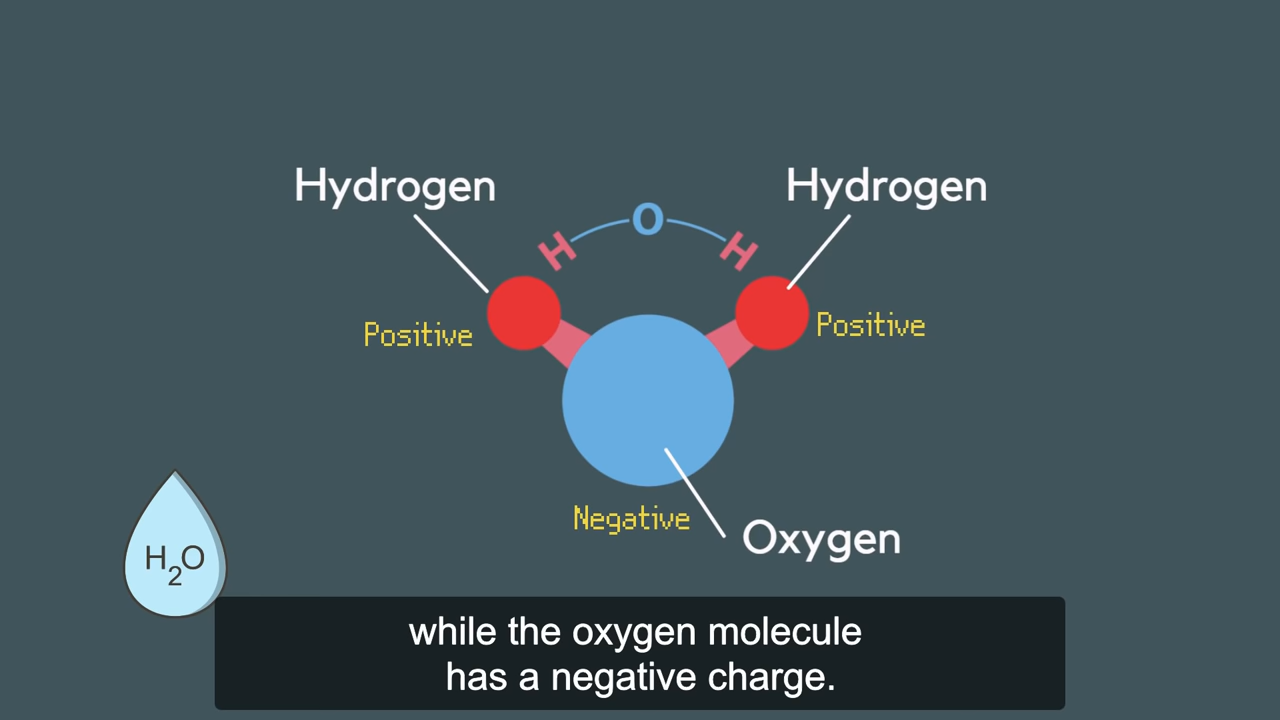 Hydrogen
Hydrogen
H O H
Positive
Positive
Negative
Oxygen
H₂O
while the oxygen molecule
has a negative charge.